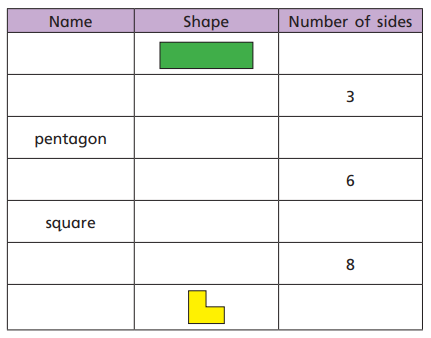 Name Shape Number of sides
3
pentagon
6
square
8